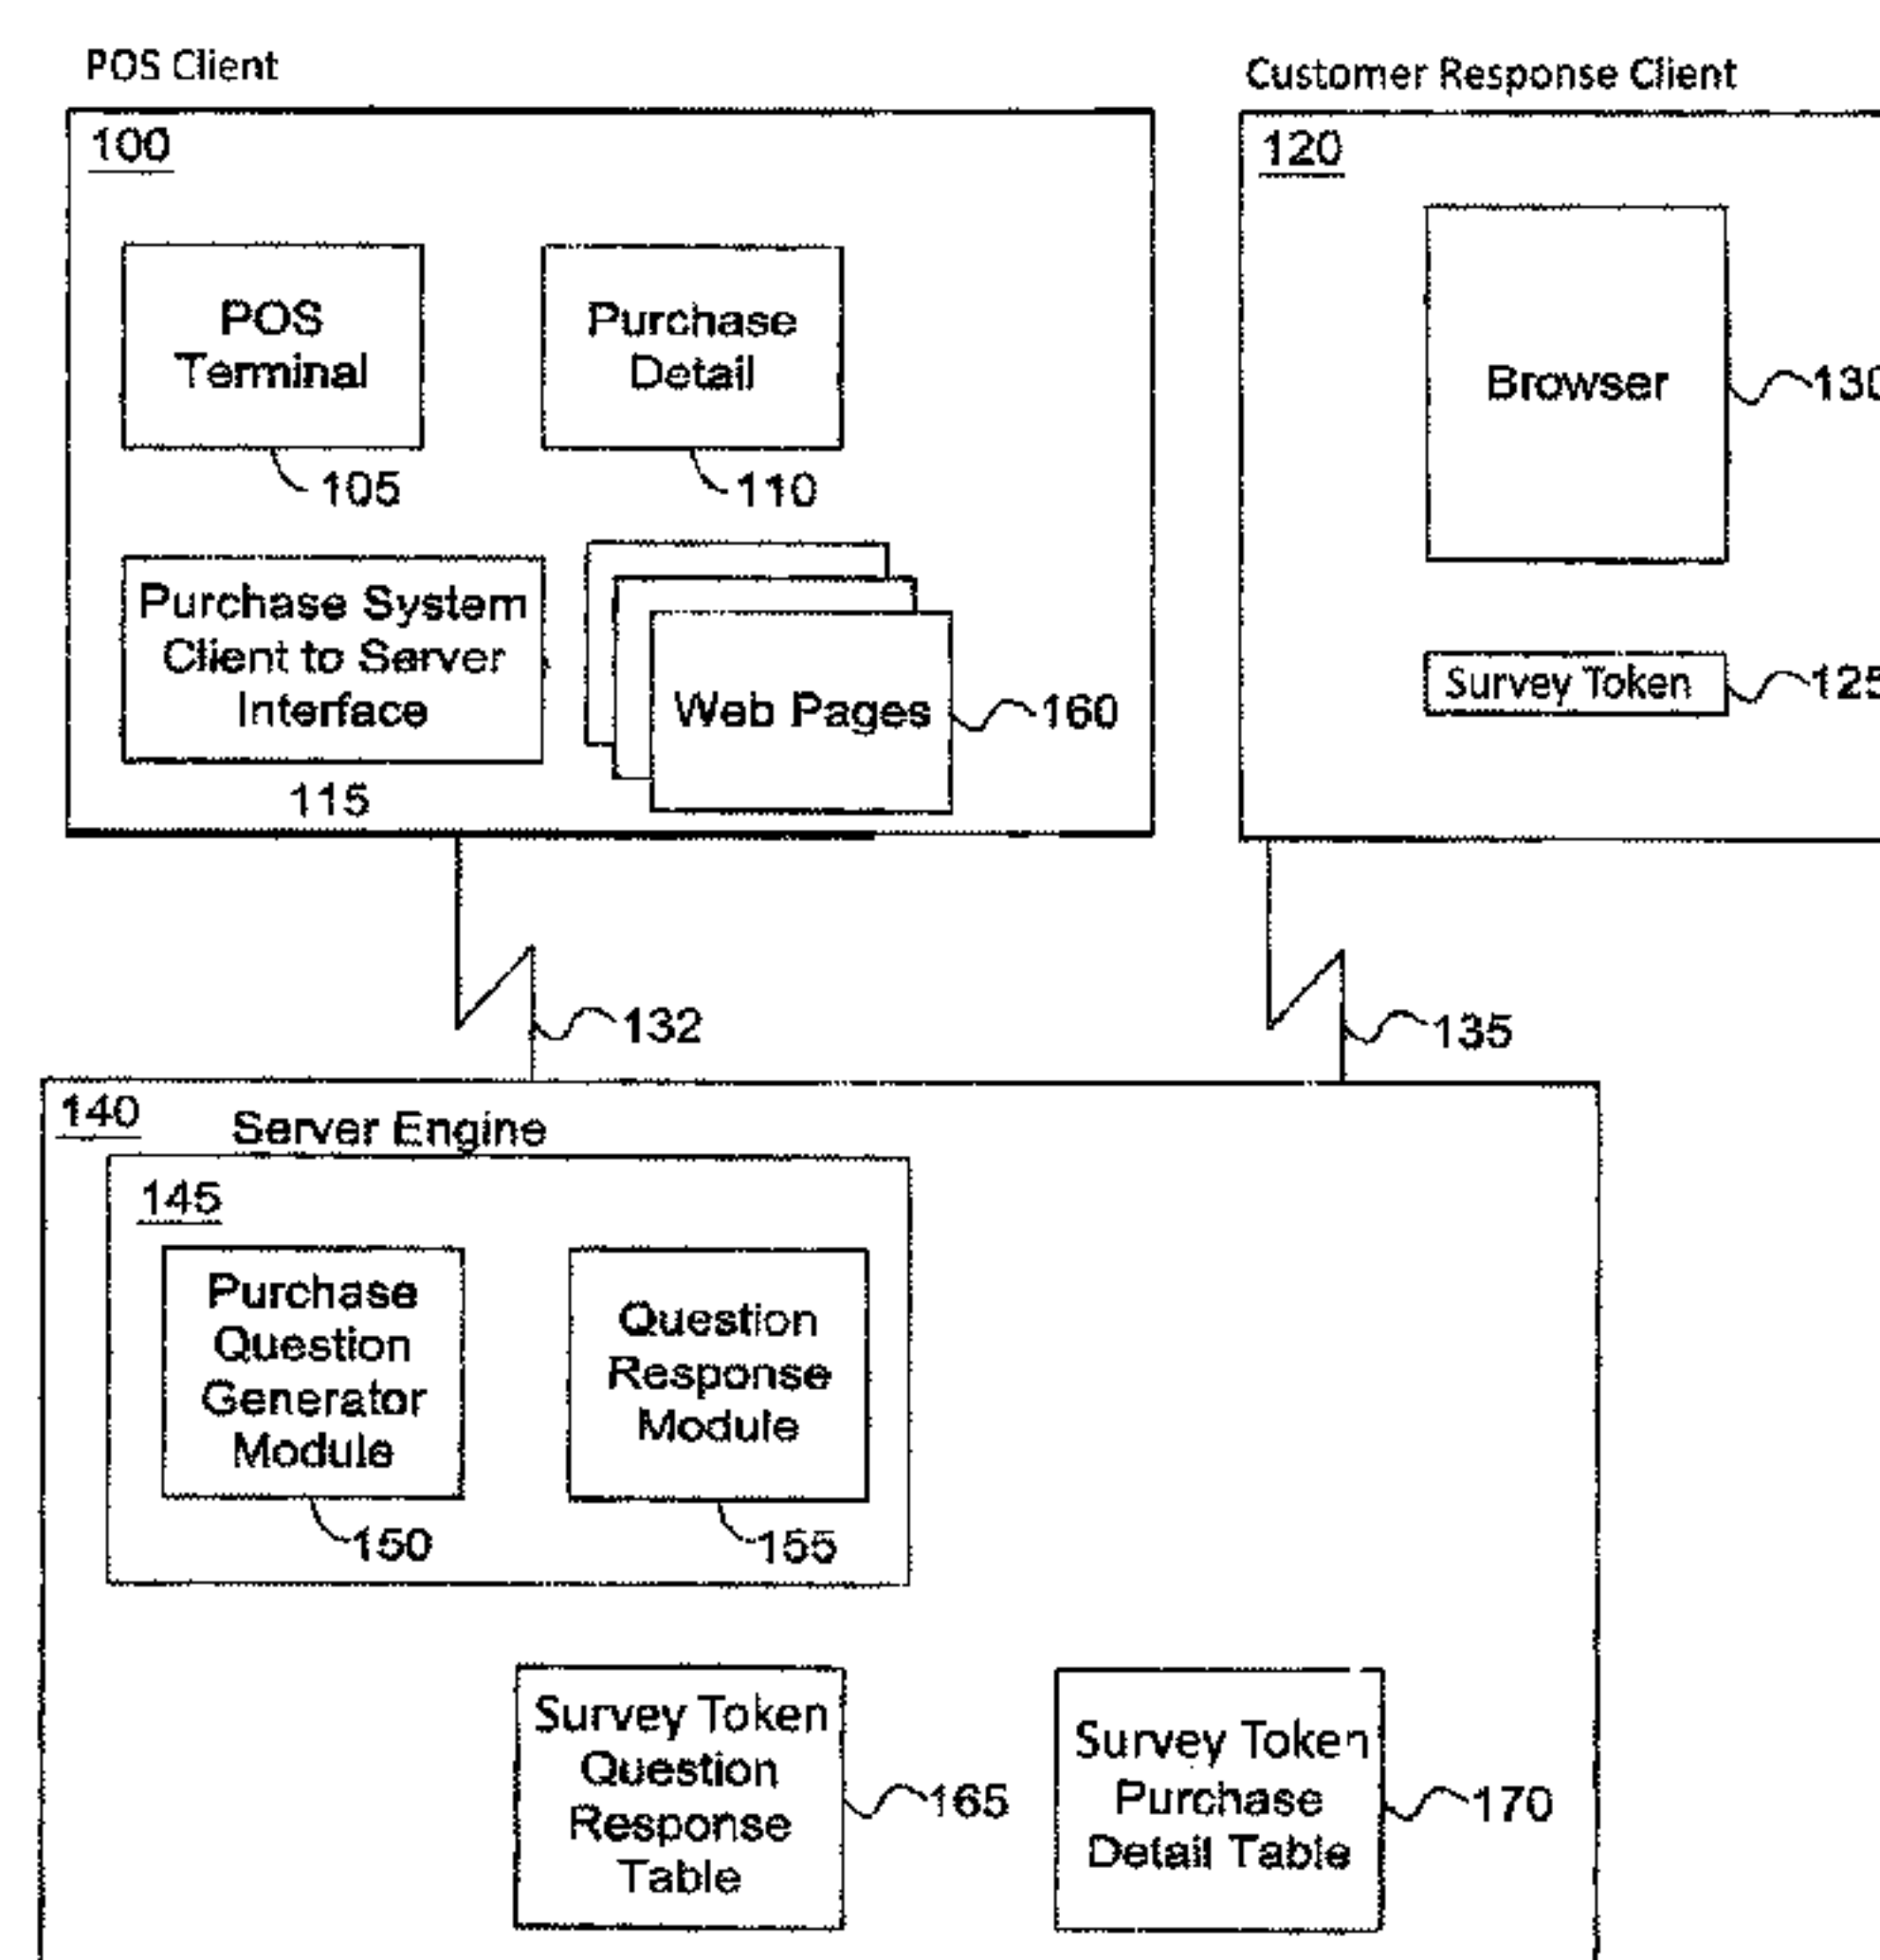 POS Client
100
POS
Terminal
105
Purchase
Detail
110
Purchase System
Client to Server
Interface
115
Web Pages
160
Customer Response Client
120
Browser
130
Survey Token
125
132
135
140
Server Engine
145
Purchase
Question
Generator
Module
150
Question
Response
Module
155
Survey Token
Question
Response
Table
165
Survey Token
Purchase
Detail Table
170